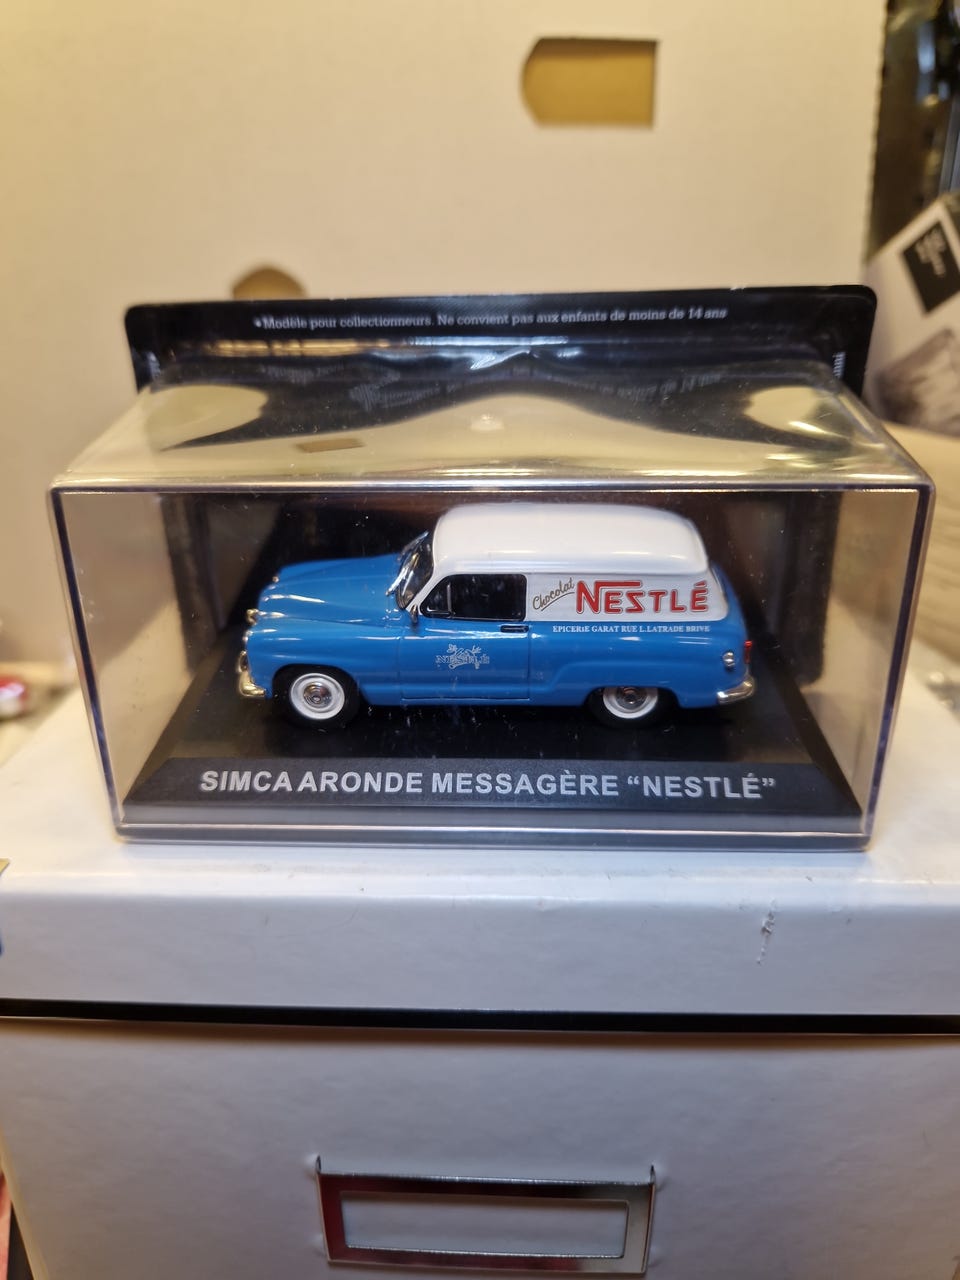 •Modèle pour collectionneurs. Ne convient pas aux enfants de moins de 14 ans
Chocolat
NESTLÉ
EPICERIE GARAT RUE L.LATRADE BRIVE
NESTLÉ
SIMCA ARONDE MESSAGÈRE “NESTLÉ”